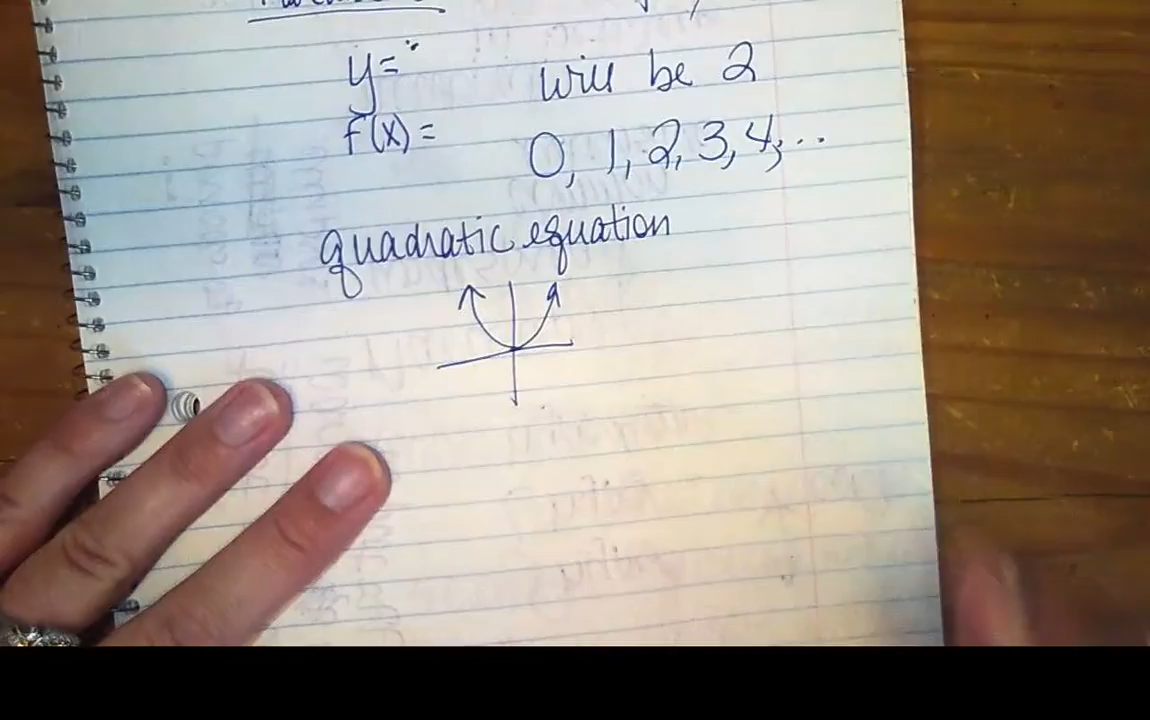 y=
will be 2
f(x) =
0, 1, 2, 3, 4, ...
quadratic equation